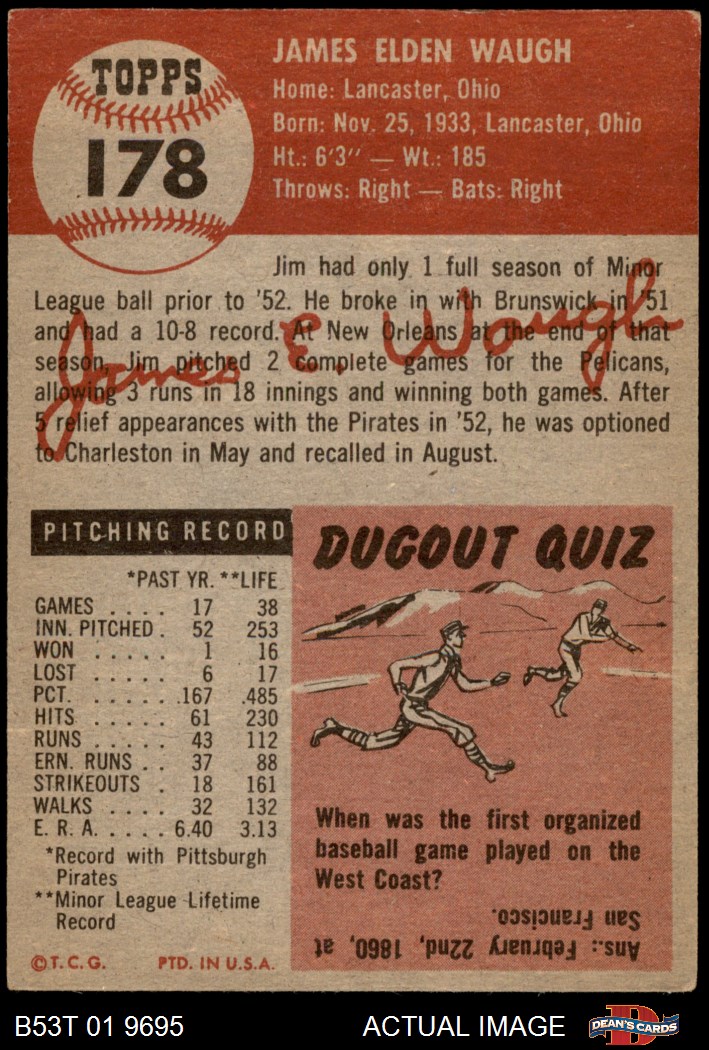 TOPPS
178
JAMES ELDEN WAUGH
Home: Lancaster, Ohio
Born: Nov. 25, 1933, Lancaster, Ohio
Ht.: 6'3" — Wt.: 185
Throws: Right — Bats: Right
Jim had only 1 full season of Minor
League ball prior to '52. He broke in with Brunswick in '51
and had a 10-8 record. At New Orleans at the end of that
season, Jim pitched 2 complete games for the Pelicans,
allowing 3 runs in 18 innings and winning both games. After
5 relief appearances with the Pirates in '52, he was optioned
to Charleston in May and recalled in August.
James E. Waugh
PITCHING RECORD
*PAST YR. **LIFE
GAMES . . . . 17 38
INN. PITCHED . 52 253
WON . . . . . 1 16
LOST . . . . . 6 17
PCT. . . . . . .167 .485
HITS . . . . . 61 230
RUNS . . . . . 43 112
ERN. RUNS . . 37 88
STRIKEOUTS . 18 161
WALKS . . . . 32 132
E. R. A. . . . . . 6.40 3.13
*Record with Pittsburgh
Pirates
**Minor League Lifetime
Record
©T.C.G. PTD. IN U.S.A.
DUGOUT QUIZ
When was the first organized
baseball game played on the
West Coast?
Ans.: February 22nd, 1860, at
San Francisco.
B53T 01 9695
ACTUAL IMAGE
D
DEAN'S CARDS